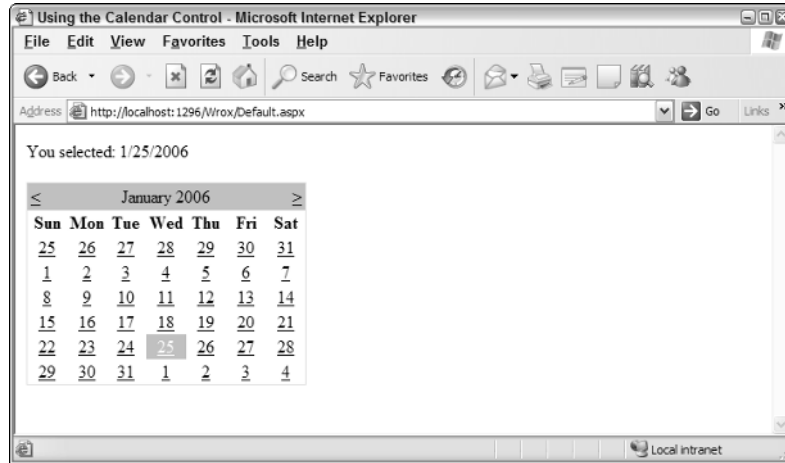 Using the Calendar Control - Microsoft Internet Explorer
File Edit View Favorites Tools Help
Back Search Favorites
Address http://localhost:1296/Wrox/Default.aspx Go Links »
You selected: 1/25/2006
< January 2006 >
Sun Mon Tue Wed Thu Fri Sat
25 26 27 28 29 30 31
1 2 3 4 5 6 7
8 9 10 11 12 13 14
15 16 17 18 19 20 21
22 23 24 25 26 27 28
29 30 31 1 2 3 4
Local intranet